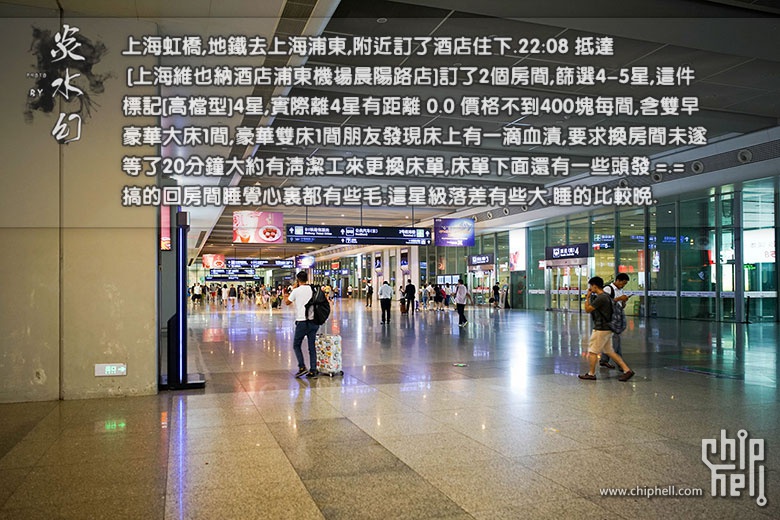 泉水幻
PHOTO
BY
上海虹橋,地鐵去上海浦東,附近訂了酒店住下.22:08 抵達
[上海維也納酒店浦東機場晨陽路店]訂了2個房間,篩選4-5星,這件
標記[高檔型]4星,實際離4星有距離 0.0 價格不到400塊每間,含雙早
豪華大床1間,豪華雙床1間朋友發現床上有一滴血漬,要求換房間未遂
等了20分鐘大約有清潔工來更換床單,床單下面還有一些頭發 =.=
搞的回房間睡覺心裏都有些毛.這星級落差有些大.睡的比較晚.
chip
hell
www.chiphell.com